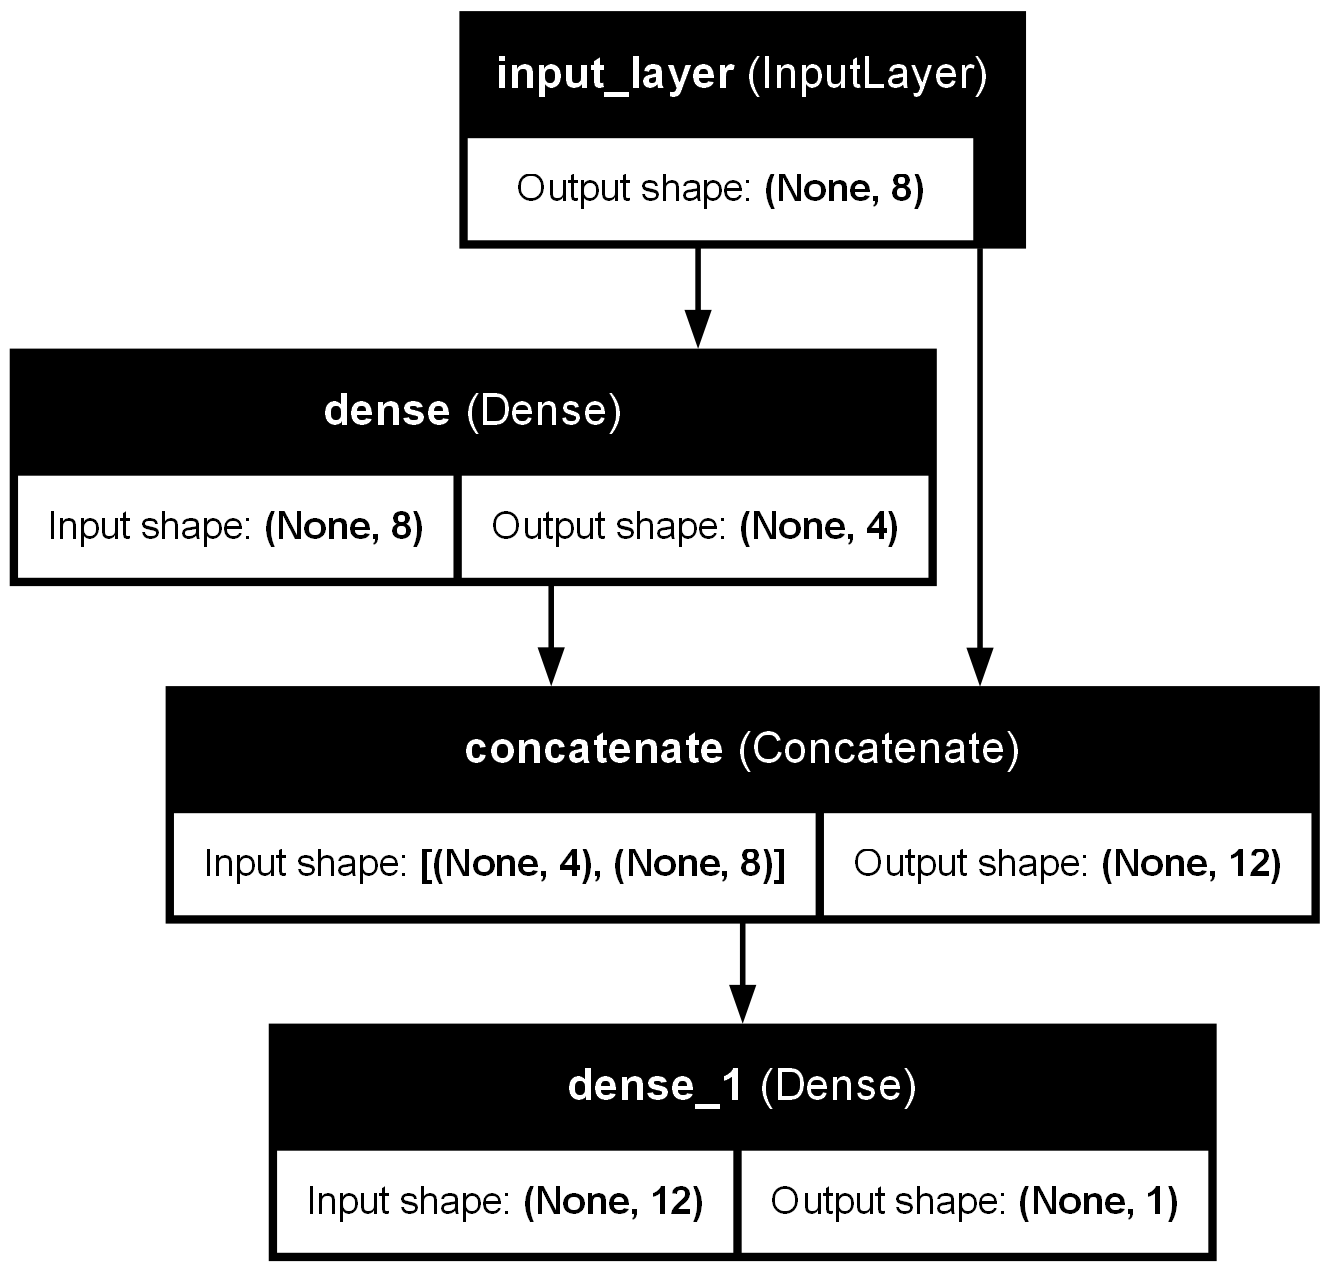 input_layer (InputLayer)
Output shape: (None, 8)
dense (Dense)
Input shape: (None, 8)
Output shape: (None, 4)
concatenate (Concatenate)
Input shape: [(None, 4), (None, 8)]
Output shape: (None, 12)
dense_1 (Dense)
Input shape: (None, 12)
Output shape: (None, 1)